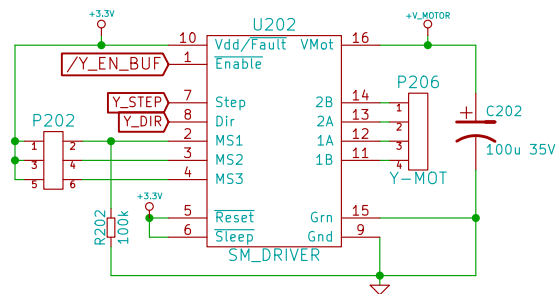 +3.3V
+V_MOTOR
U202
10 Vdd/Fault VMot 16
/Y_EN_BUF 1 Enable
P206
Y_STEP 7 Step 2B 14 1
Y_DIR 8 Dir 2A 13 2
P202
1 2 2 MS1 1A 12 3
3 4 3 MS2 1B 11 4
5 6 4 MS3
Y-MOT
C202
100u 35V
+3.3V
R202
100k
5 Reset Grn 15
6 Sleep Gnd 9
SM_DRIVER